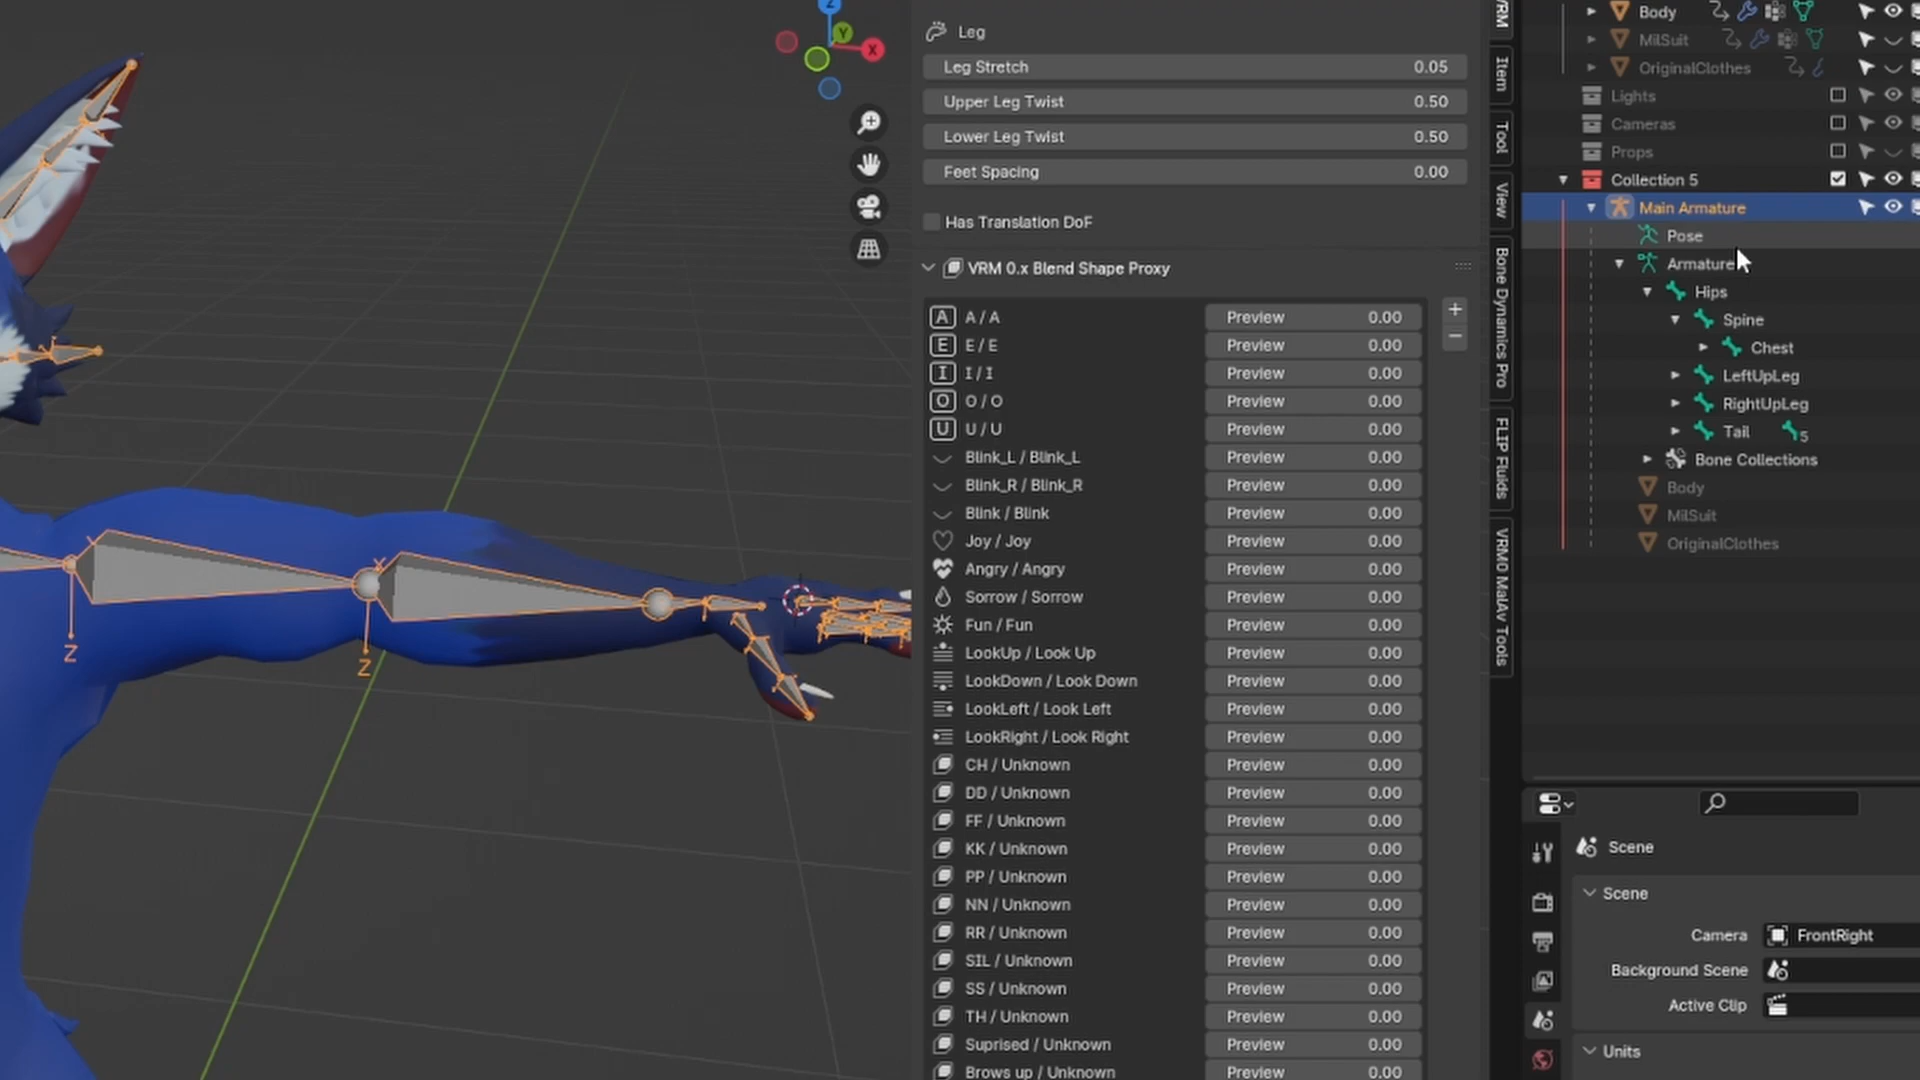 Z
Y
X
X
X
Z
Z
Leg
Leg Stretch 0.05
Upper Leg Twist 0.50
Lower Leg Twist 0.50
Feet Spacing 0.00
Has Translation DoF
VRM 0.x Blend Shape Proxy
A A / A Preview 0.00
E E / E Preview 0.00
I I / I Preview 0.00
O O / O Preview 0.00
U U / U Preview 0.00
Blink_L / Blink_L Preview 0.00
Blink_R / Blink_R Preview 0.00
Blink / Blink Preview 0.00
Joy / Joy Preview 0.00
Angry / Angry Preview 0.00
Sorrow / Sorrow Preview 0.00
Fun / Fun Preview 0.00
LookUp / Look Up Preview 0.00
LookDown / Look Down Preview 0.00
LookLeft / Look Left Preview 0.00
LookRight / Look Right Preview 0.00
CH / Unknown Preview 0.00
DD / Unknown Preview 0.00
FF / Unknown Preview 0.00
KK / Unknown Preview 0.00
PP / Unknown Preview 0.00
NN / Unknown Preview 0.00
RR / Unknown Preview 0.00
SIL / Unknown Preview 0.00
SS / Unknown Preview 0.00
TH / Unknown Preview 0.00
Suprised / Unknown Preview 0.00
Brows up / Unknown Preview 0.00
VRM
Item
Tool
View
Bone Dynamics Pro
FLIP Fluids
VRM0 MalAv Tools
Body
MilSuit
OriginalClothes
Lights
Cameras
Props
Collection 5
Main Armature
Pose
Armature
Hips
Spine
Chest
LeftUpLeg
RightUpLeg
Tail 5
Bone Collections
Body
MilSuit
OriginalClothes
Scene
Scene
Camera FrontRight
Background Scene
Active Clip
Units